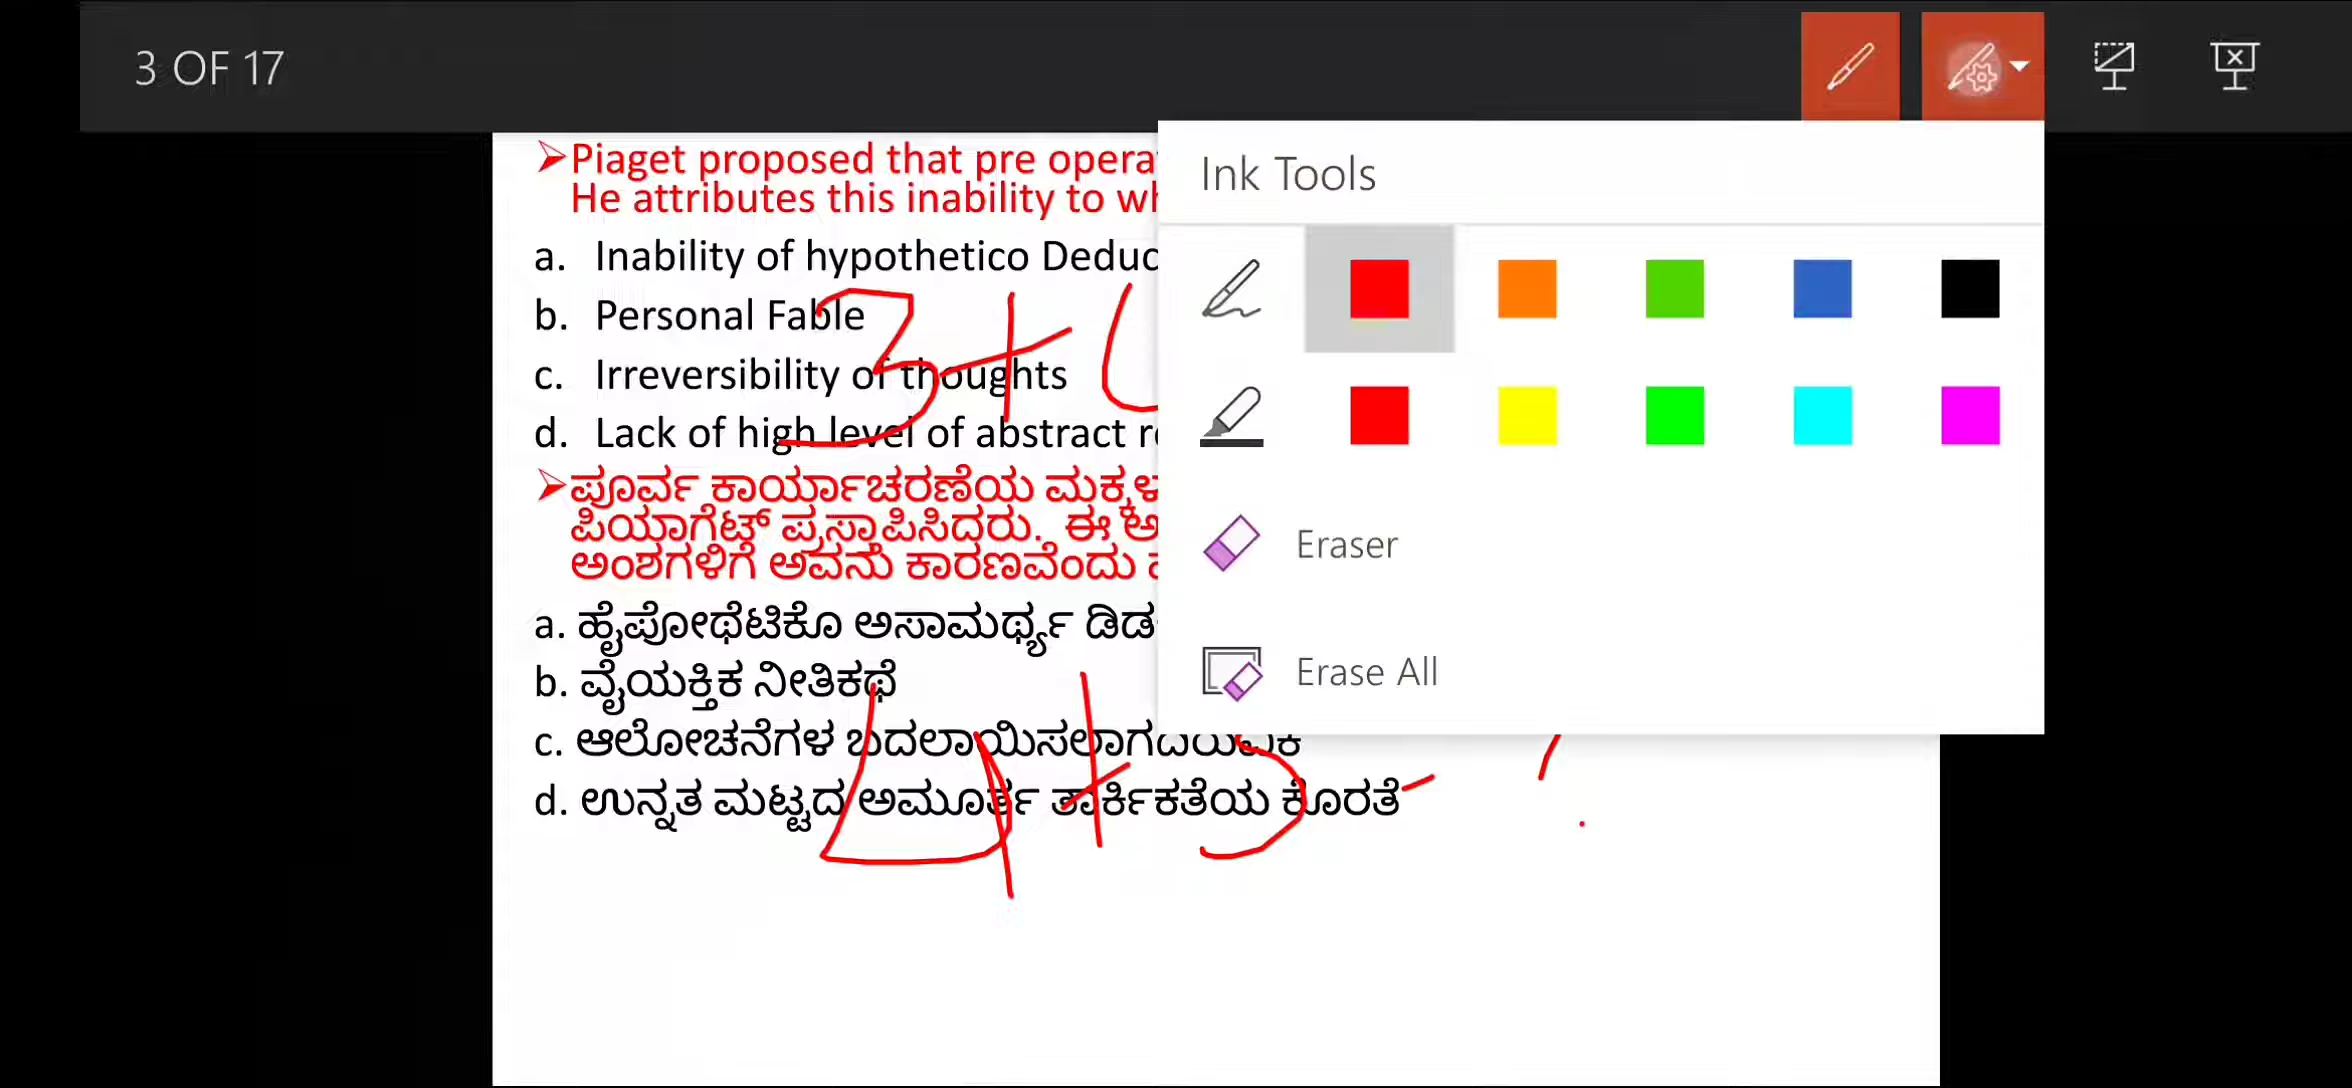 3 OF 17
Ink Tools
Piaget proposed that pre opera
He attributes this inability to wh
a. Inability of hypothetico Deduc
b. Personal Fable
c. Irreversibility of thoughts
d. Lack of high level of abstract
ಪೂರ್ವ ಕಾರ್ಯಾಚರಣೆಯ
ಪಿಯಾಗೆಟ್ ಪ್ರಸ್ತಾಪಿಸಿದರು. ಈ
ಅಂಶಗಳಿಗೆ ಅವನು ಕಾರಣವೆಂದು
a. ಹೈಪೋಥೆಟಿಕೊ ಅಸಾಮರ್ಥ್ಯ
b. ವೈಯಕ್ತಿಕ ನೀತಿಕಥೆ
c. ಆಲೋಚನೆಗಳ ಬದಲಾಯಿಸಲಾಗದಿರುವಿಕೆ
d. ಉನ್ನತ ಮಟ್ಟದ ಅಮೂರ್ತ ತಾರ್ಕಿಕತೆಯ ಕೊರತೆ
3 +
4 + 5 -
Eraser
Erase All